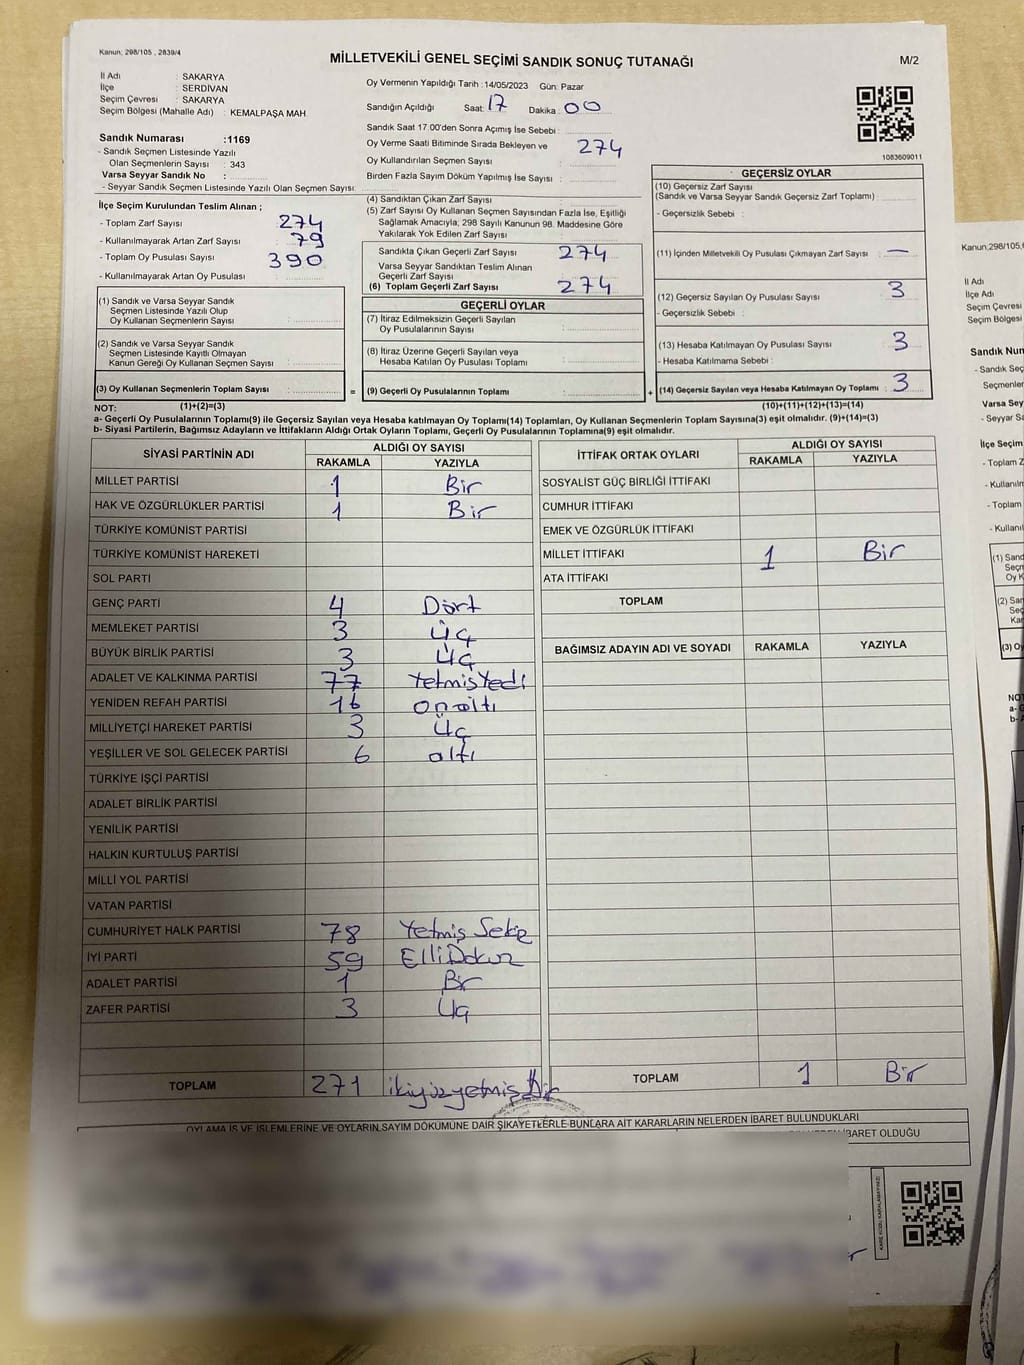 Kanun; 298/105 , 2839/4
MİLLETVEKİLİ GENEL SEÇİMİ SANDIK SONUÇ TUTANAĞI
M/2
İl Adı : SAKARYA
İlçe : SERDİVAN
Seçim Çevresi : SAKARYA
Seçim Bölgesi (Mahalle Adı) : KEMALPAŞA MAH
Sandık Numarası :1169
- Sandık Seçmen Listesinde Yazılı
Olan Seçmenlerin Sayısı : 343
Varsa Seyyar Sandık No :
- Seyyar Sandık Seçmen Listesinde Yazılı Olan Seçmen Sayısı:
Oy Vermenin Yapıldığı Tarih :14/05/2023 Gün: Pazar
Sandığın Açıldığı Saat: 17 Dakika : 00
Sandık Saat 17:00'den Sonra Açımış İse Sebebi :
Oy Verme Saati Bitiminde Sırada Bekleyen ve 274
Oy Kullandırılan Seçmen Sayısı :
Birden Fazla Sayım Döküm Yapılmış İse Sayısı :
1083609011
İlçe Seçim Kurulundan Teslim Alınan ;
- Toplam Zarf Sayısı : 274
- Kullanılmayarak Artan Zarf Sayısı : 79
- Toplam Oy Pusulası Sayısı : 390
- Kullanılmayarak Artan Oy Pusulası :
(1) Sandık ve Varsa Seyyar Sandık
Seçmen Listesinde Yazılı Olup
Oy Kullanan Seçmenlerin Sayısı :
(2) Sandık ve Varsa Seyyar Sandık
Seçmen Listesinde Kayıtlı Olmayan
Kanun Gereği Oy Kullanan Seçmen Sayısı :
(3) Oy Kullanan Seçmenlerin Toplam Sayısı :
(4) Sandıktan Çıkan Zarf Sayısı :
(5) Zarf Sayısı Oy Kullanan Seçmen Sayısından Fazla İse, Eşitliği
Sağlamak Amacıyla; 298 Sayılı Kanunun 98. Maddesine Göre
Yakılarak Yok Edilen Zarf Sayısı :
Sandıkta Çıkan Geçerli Zarf Sayısı : 274
Varsa Seyyar Sandıktan Teslim Alınan
Geçerli Zarf Sayısı :
(6) Toplam Geçerli Zarf Sayısı : 274
GEÇERLİ OYLAR
(7) İtiraz Edilmeksizin Geçerli Sayılan
Oy Pusulalarının Sayısı :
(8) İtiraz Üzerine Geçerli Sayılan veya
Hesaba Katılan Oy Pusulaları Toplamı :
= (9) Geçerli Oy Pusulalarının Toplamı : +
GEÇERSİZ OYLAR
(10) Geçersiz Zarf Sayısı
(Sandık ve Varsa Seyyar Sandık Geçersiz Zarf Toplamı) :
- Geçersizlik Sebebi :
(11) İçinden Milletvekili Oy Pusulası Çıkmayan Zarf Sayısı : —
(12) Geçersiz Sayılan Oy Pusulası Sayısı : 3
- Geçersizlik Sebebi :
(13) Hesaba Katılmayan Oy Pusulası Sayısı : 3
- Hesaba Katılmama Sebebi :
(14) Geçersiz Sayılan veya Hesaba Katılmayan Oy Toplamı : 3
NOT: (1)+(2)=(3) (10)+(11)+(12)+(13)=(14)
a- Geçerli Oy Pusulalarının Toplamı(9) ile Geçersiz Sayılan veya Hesaba katılmayan Oy Toplamı(14) Toplamları, Oy Kullanan Seçmenlerin Toplam Sayısına(3) eşit olmalıdır. (9)+(14)=(3)
b- Siyasi Partilerin, Bağımsız Adayların ve İttifakların Aldığı Ortak Oyların Toplamı, Geçerli Oy Pusulalarının Toplamına(9) eşit olmalıdır.
SİYASİ PARTİNİN ADI ALDIĞI OY SAYISI
RAKAMLA YAZIYLA
MİLLET PARTİSİ 1 Bir
HAK VE ÖZGÜRLÜKLER PARTİSİ 1 Bir
TÜRKİYE KOMÜNİST PARTİSİ
TÜRKİYE KOMÜNİST HAREKETİ
SOL PARTİ
GENÇ PARTİ 4 Dört
MEMLEKET PARTİSİ 3 Üç
BÜYÜK BİRLİK PARTİSİ 3 Üç
ADALET VE KALKINMA PARTİSİ 77 YetmişYedi
YENİDEN REFAH PARTİSİ 16 onaltı
MİLLİYETÇİ HAREKET PARTİSİ 3 Üç
YEŞİLLER VE SOL GELECEK PARTİSİ 6 altı
TÜRKİYE İŞÇİ PARTİSİ
ADALET BİRLİK PARTİSİ
YENİLİK PARTİSİ
HALKIN KURTULUŞ PARTİSİ
MİLLİ YOL PARTİSİ
VATAN PARTİSİ
CUMHURİYET HALK PARTİSİ 78 Yetmiş Sekiz
İYİ PARTİ 59 ElliDokuz
ADALET PARTİSİ 1 Bir
ZAFER PARTİSİ 3 Üç
TOPLAM 271 ikiyüzyetmiş Bir
İTTİFAK ORTAK OYLARI ALDIĞI OY SAYISI
RAKAMLA YAZIYLA
SOSYALİST GÜÇ BİRLİĞİ İTTİFAKI
CUMHUR İTTİFAKI
EMEK VE ÖZGÜRLÜK İTTİFAKI
MİLLET İTTİFAKI 1 Bir
ATA İTTİFAKI
TOPLAM
BAĞIMSIZ ADAYIN ADI VE SOYADI RAKAMLA YAZIYLA
TOPLAM 1 Bir
OYLAMA İŞ VE İŞLEMLERİNE VE OYLARIN SAYIM DÖKÜMÜNE DAİR ŞİKAYETLERLE BUNLARA AİT KARARLARIN NELERDEN İBARET BULUNDUKLARI
İBARET OLDUĞU
Kanun;298/105,
İl Adı
İlçe Adı
Seçim Çevres
Seçim Bölges
Sandık Num
- Sandık Seç
Seçmenler
Varsa Sey
- Seyyar S
İlçe Seçim
- Toplam Z
- Kullanılm
- Toplam
- Kullanıl
(1) Sand
Seçm
Oy K
(2) San
Seç
Kan
(3) O
NO
a- G
b-